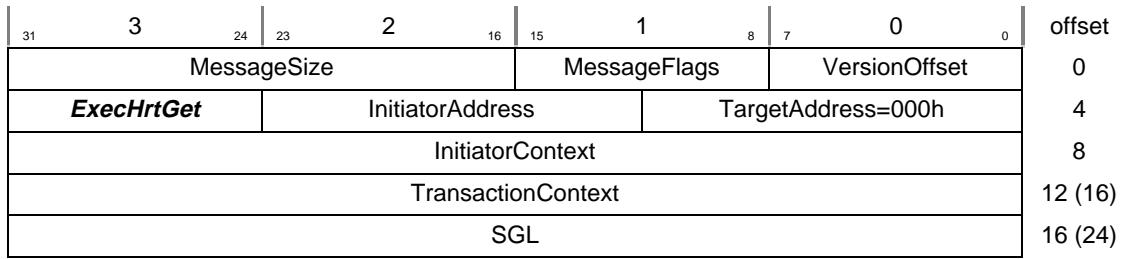 3 2 1 0 offset
31 24 23 16 15 8 7 0
MessageSize MessageFlags VersionOffset 0
ExecHrtGet InitiatorAddress TargetAddress=000h 4
InitiatorContext 8
TransactionContext 12 (16)
SGL 16 (24)